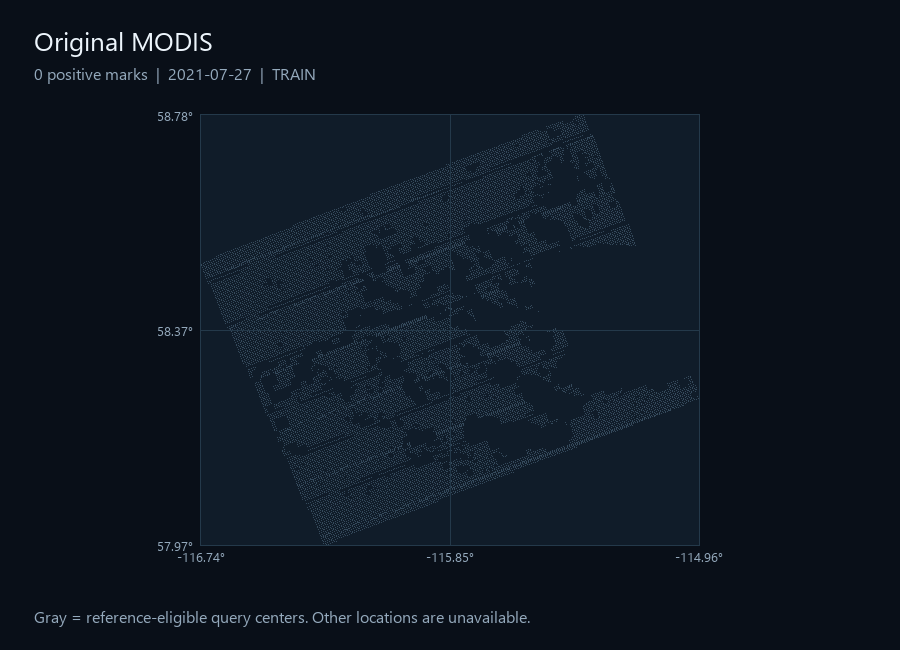 Original MODIS
0 positive marks | 2021-07-27 | TRAIN
58.78°
58.37°
57.97°
-116.74° -115.85° -114.96°
Gray = reference-eligible query centers. Other locations are unavailable.